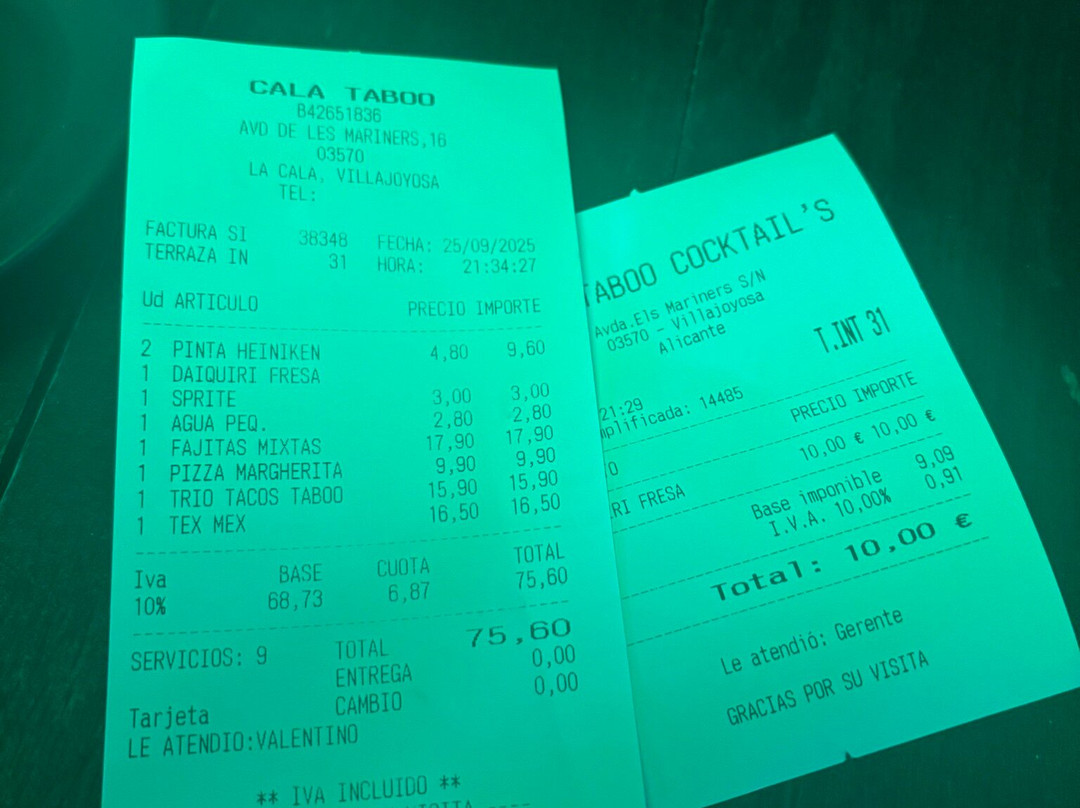 CALA TABOO
B42651836
AVD DE LES MARINERS,16
03570
LA CALA, VILLAJOYOSA
TEL:
FACTURA SI 38348 FECHA: 25/09/2025
TERRAZA IN 31 HORA: 21:34:27
Ud ARTICULO PRECIO IMPORTE
2 PINTA HEINIKEN 4,80 9,60
1 DAIQUIRI FRESA
1 SPRITE 3,00 3,00
1 AGUA PEQ. 2,80 2,80
1 FAJITAS MIXTAS 17,90 17,90
1 PIZZA MARGHERITA 9,90 9,90
1 TRIO TACOS TABOO 15,90 15,90
1 TEX MEX 16,50 16,50
Iva BASE CUOTA TOTAL
10% 68,73 6,87 75,60
SERVICIOS: 9 TOTAL 75,60
ENTREGA 0,00
Tarjeta CAMBIO 0,00
LE ATENDIO:VALENTINO
** IVA INCLUIDO **
TABOO COCKTAIL'S
Avda.Els Mariners S/N
03570 - Villajoyosa
Alicante
T.INT 31
21:29
mplificada: 14485
PRECIO IMPORTE
O 10,00 € 10,00 €
RI FRESA
Base imponible 9,09
I.V.A. 10,00% 0,91
Total: 10,00 €
Le atendió: Gerente
GRACIAS POR SU VISITA